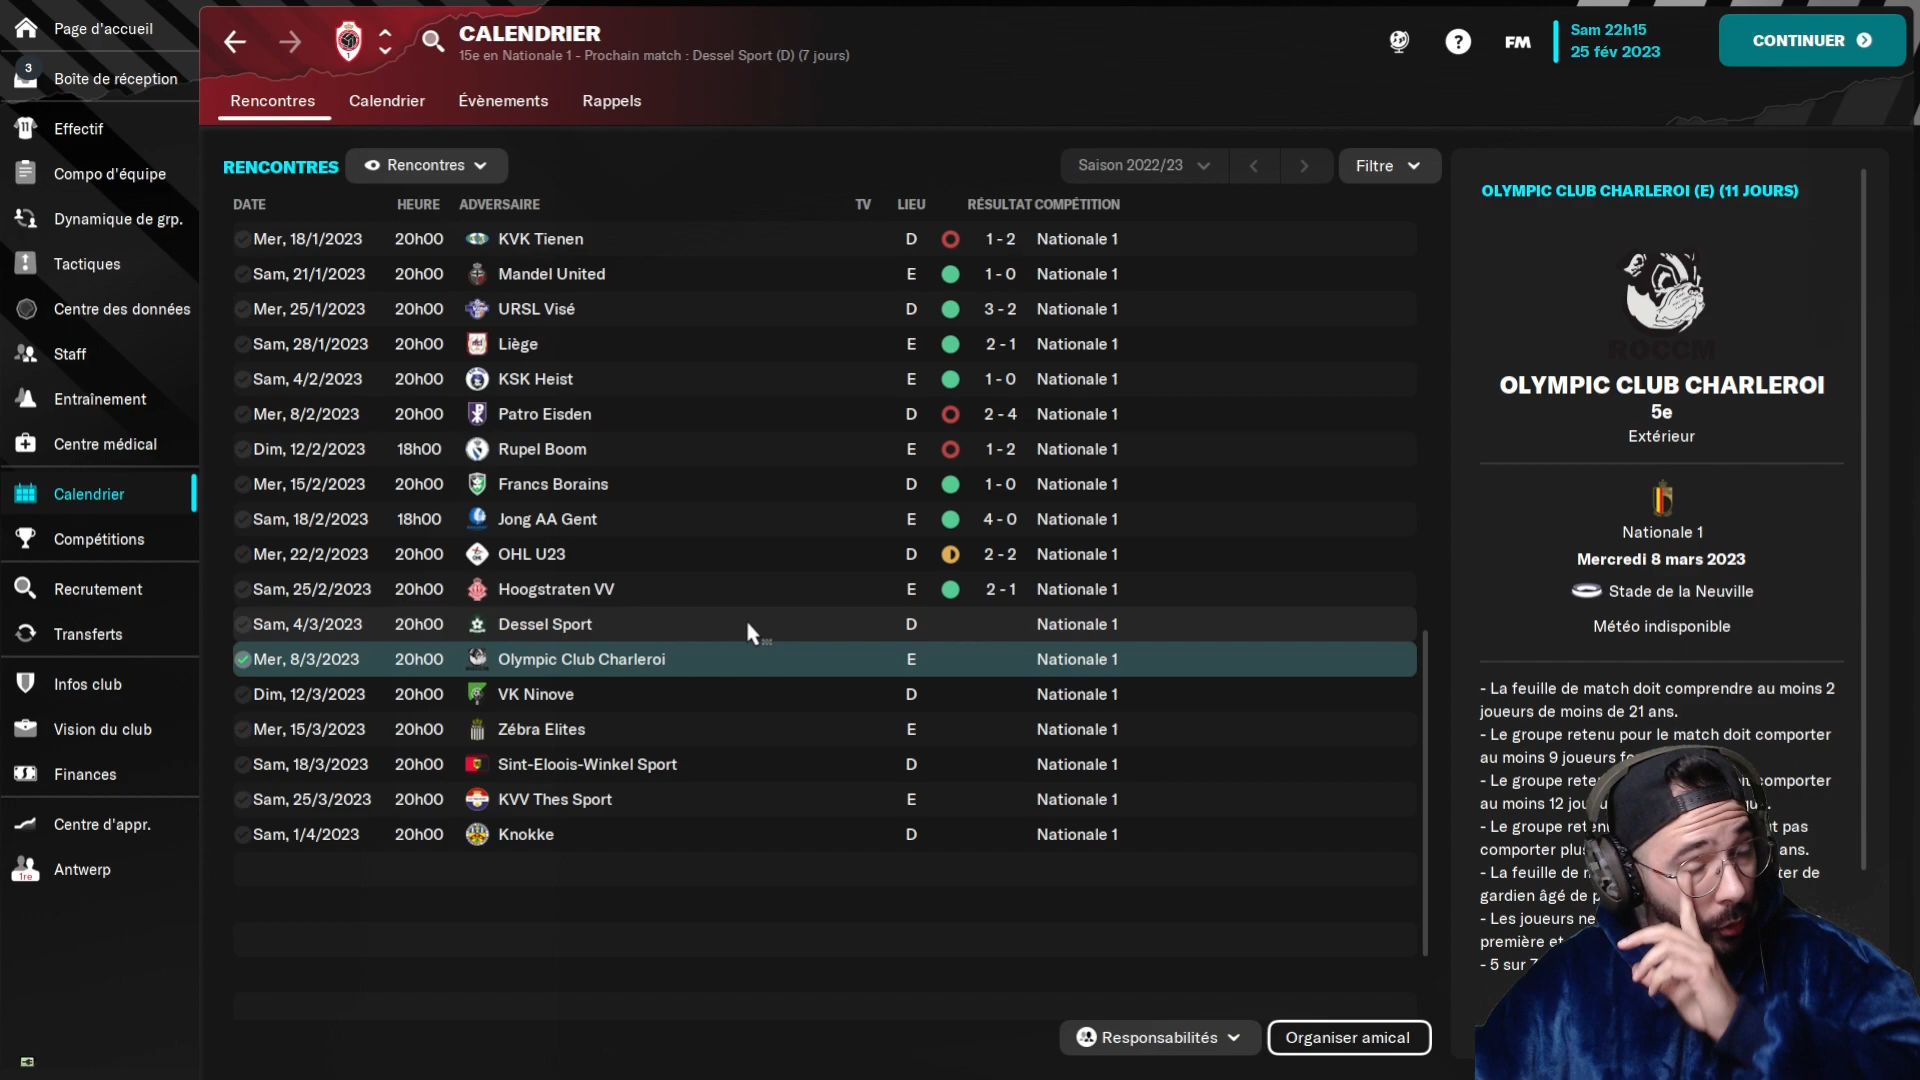 Page d'accueil
3
Boîte de réception
11
Effectif
Compo d'équipe
Dynamique de grp.
Tactiques
Centre des données
Staff
Entraînement
Centre médical
Calendrier
Compétitions
Recrutement
Transferts
Infos club
Vision du club
Finances
Centre d'appr.
1re
Antwerp
CALENDRIER
15e en Nationale 1 - Prochain match : Dessel Sport (D) (7 jours)
?
FM
Sam 22h15
25 fév 2023
CONTINUER
Rencontres
Calendrier
Évènements
Rappels
RENCONTRES
Rencontres
Saison 2022/23
Filtre
DATE HEURE ADVERSAIRE TV LIEU RÉSULTAT COMPÉTITION
Mer, 18/1/2023 20h00 KVK Tienen D 1 - 2 Nationale 1
Sam, 21/1/2023 20h00 Mandel United E 1 - 0 Nationale 1
Mer, 25/1/2023 20h00 URSL Visé D 3 - 2 Nationale 1
Sam, 28/1/2023 20h00 Liège E 2 - 1 Nationale 1
Sam, 4/2/2023 20h00 KSK Heist E 1 - 0 Nationale 1
Mer, 8/2/2023 20h00 Patro Eisden D 2 - 4 Nationale 1
Dim, 12/2/2023 18h00 Rupel Boom E 1 - 2 Nationale 1
Mer, 15/2/2023 20h00 Francs Borains D 1 - 0 Nationale 1
Sam, 18/2/2023 18h00 Jong AA Gent E 4 - 0 Nationale 1
Mer, 22/2/2023 20h00 OHL U23 D 2 - 2 Nationale 1
Sam, 25/2/2023 20h00 Hoogstraten VV E 2 - 1 Nationale 1
Sam, 4/3/2023 20h00 Dessel Sport D Nationale 1
Mer, 8/3/2023 20h00 Olympic Club Charleroi E Nationale 1
Dim, 12/3/2023 20h00 VK Ninove D Nationale 1
Mer, 15/3/2023 20h00 Zébra Elites E Nationale 1
Sam, 18/3/2023 20h00 Sint-Eloois-Winkel Sport D Nationale 1
Sam, 25/3/2023 20h00 KVV Thes Sport E Nationale 1
Sam, 1/4/2023 20h00 Knokke D Nationale 1
Responsabilités
Organiser amical
OLYMPIC CLUB CHARLEROI (E) (11 JOURS)
ROCCM
OLYMPIC CLUB CHARLEROI
5e
Extérieur
Nationale 1
Mercredi 8 mars 2023
Stade de la Neuville
Météo indisponible
- La feuille de match doit comprendre au moins 2
joueurs de moins de 21 ans.
- Le groupe retenu pour le match doit comporter
au moins 9 joueurs
- Le groupe comporter
au moins 12
- Le groupe pas
comporter ans.
- La feuille de
gardien âgé de
- Les joueurs
première et
- 5 sur